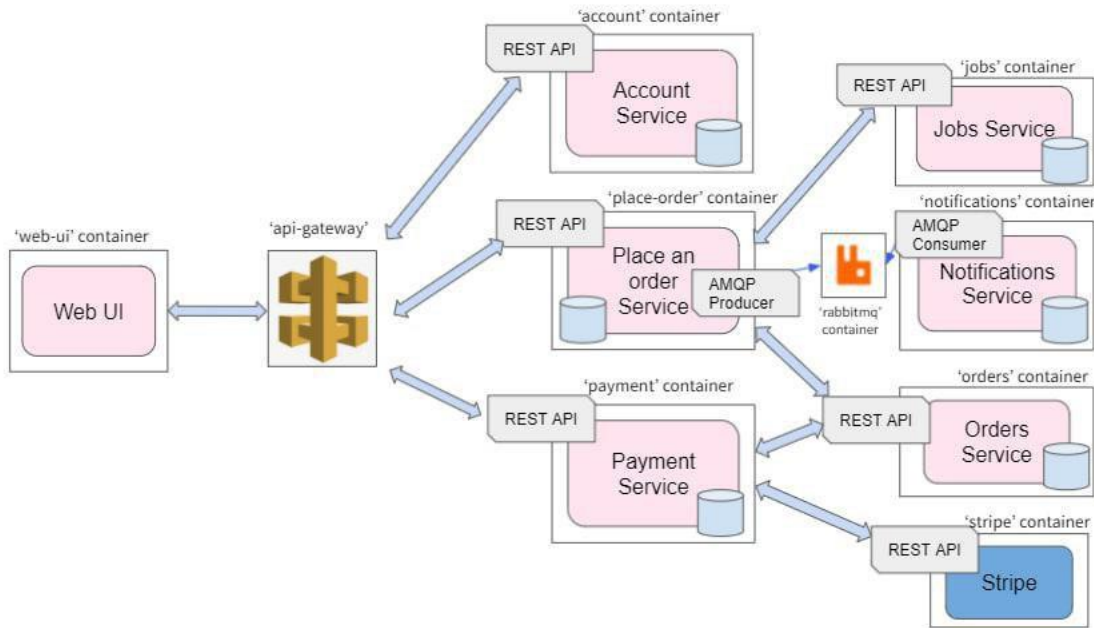 'account' container
REST API
Account
Service
'jobs' container
REST API
Jobs Service
'place-order' container
REST API
Place an
order
Service
AMQP
Producer
'rabbitmq'
container
'notifications' container
AMQP
Consumer
Notifications
Service
'web-ui' container
Web UI
'api-gateway'
'payment' container
REST API
Payment
Service
'orders' container
REST API
Orders
Service
'stripe' container
REST API
Stripe